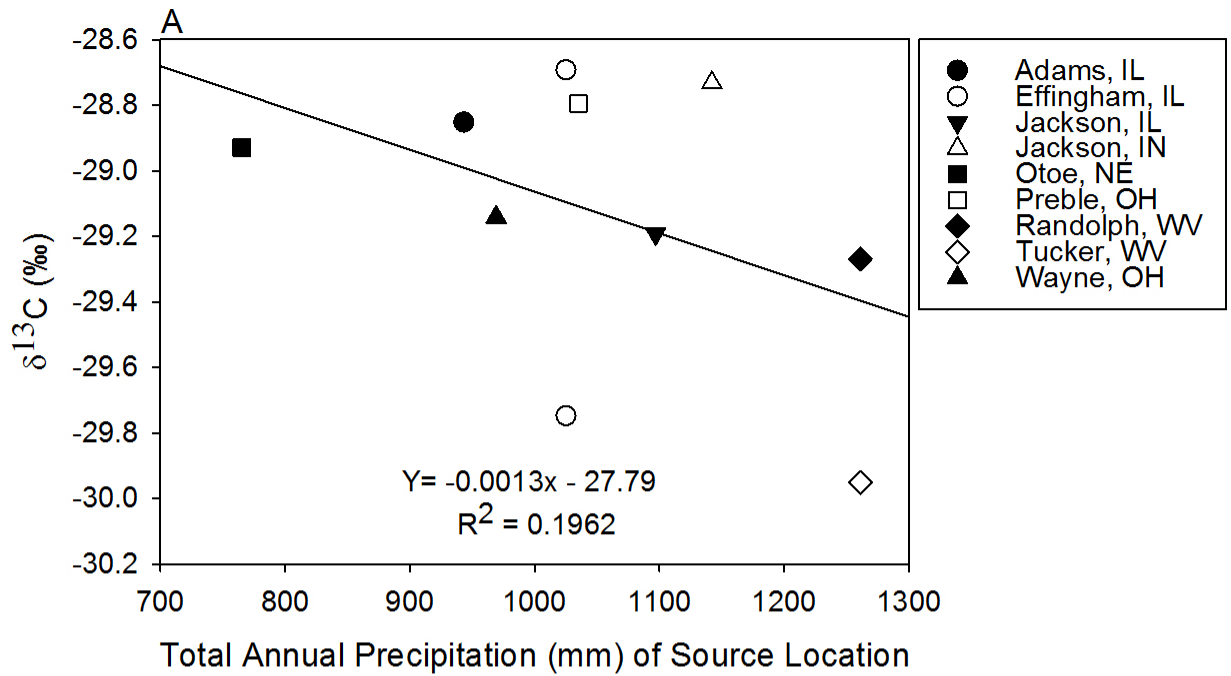 A
-28.6
-28.8
-29.0
-29.2
-29.4
-29.6
-29.8
-30.0
-30.2
δ13C (‰)
700 800 900 1000 1100 1200 1300
Total Annual Precipitation (mm) of Source Location
Y= -0.0013x - 27.79
R2 = 0.1962
Adams, IL
Effingham, IL
Jackson, IL
Jackson, IN
Otoe, NE
Preble, OH
Randolph, WV
Tucker, WV
Wayne, OH